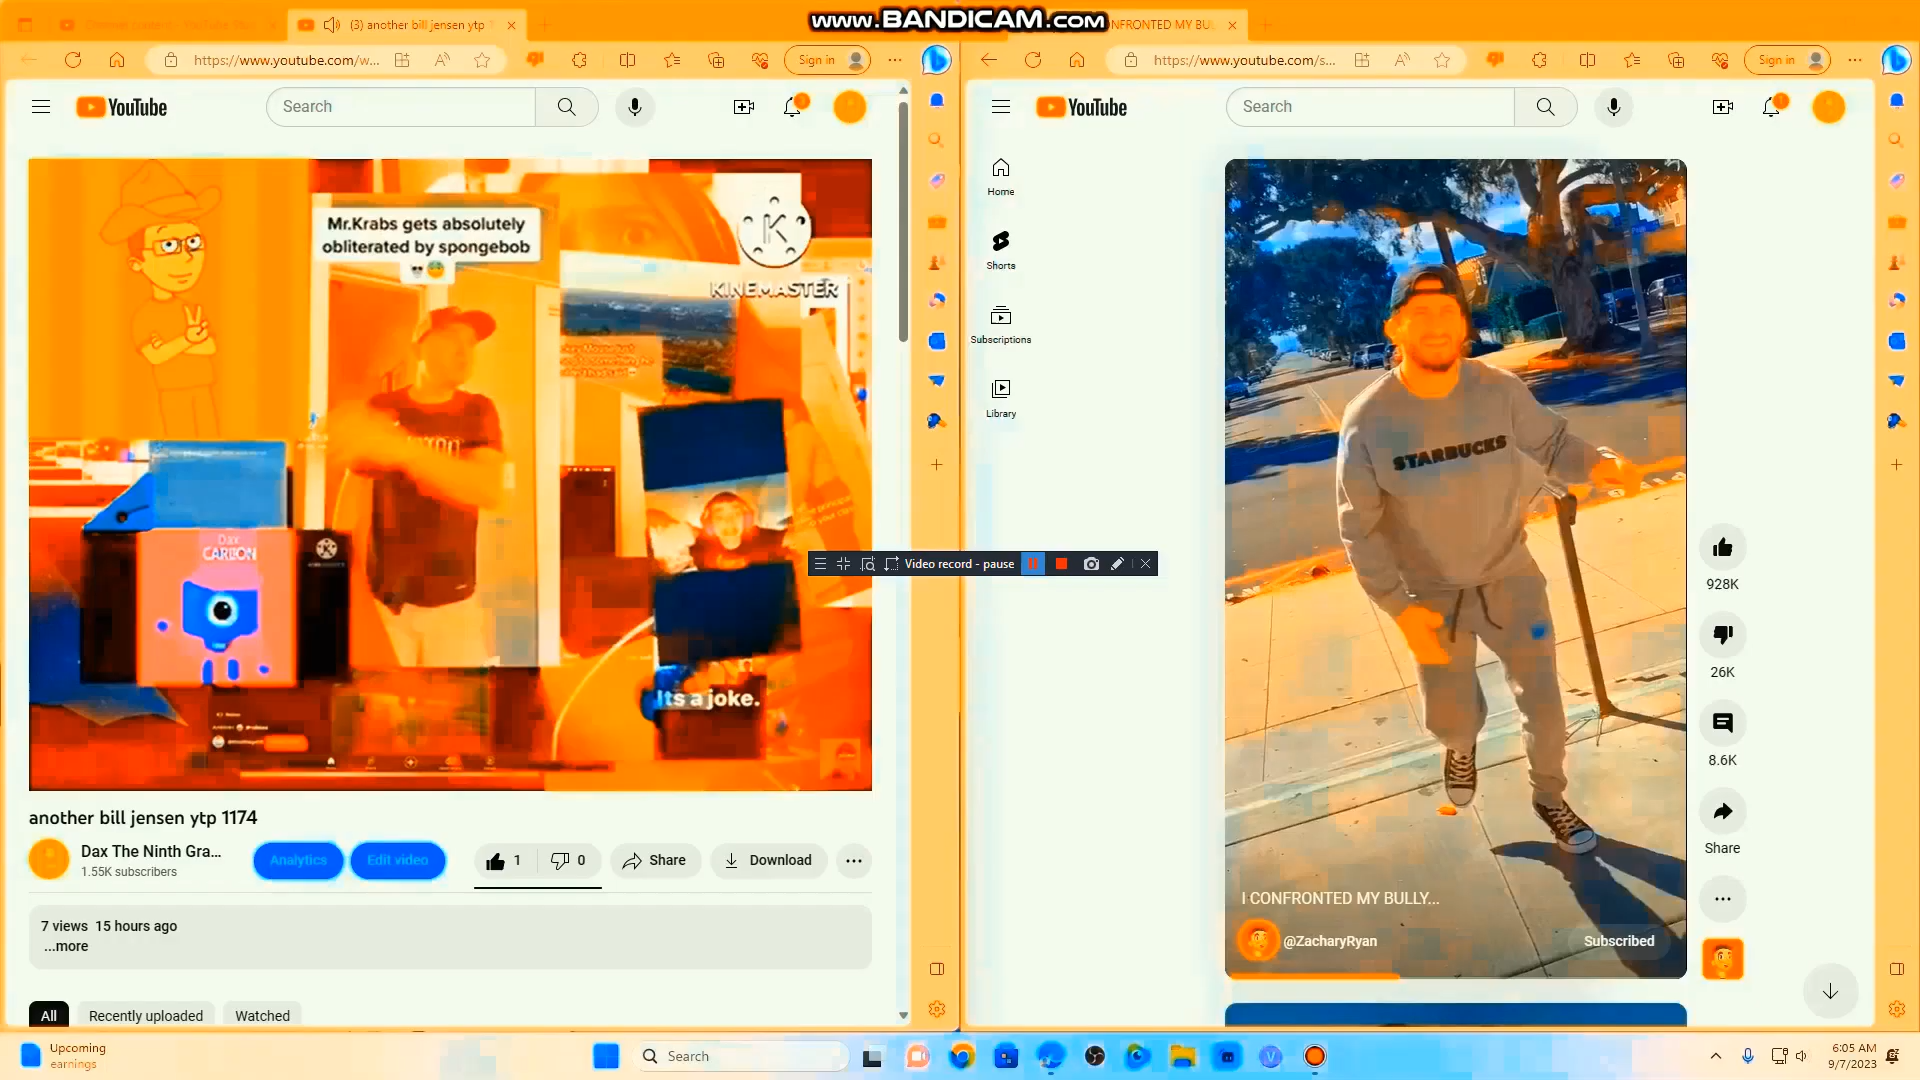 www.BANDICAM.com
(3) another bill jensen ytp
https://www.youtube.com/w...
Sign in
YouTube
Search
Mr.Krabs gets absolutely
obliterated by spongebob
KINEMASTER
Dax
CARBON
Its a joke.
another bill jensen ytp 1174
Dax The Ninth Gra...
1.55K subscribers
Analytics
Edit video
1
0
Share
Download
7 views 15 hours ago
...more
All
Recently uploaded
Watched
Video record - pause
NFRONTED MY BU
https://www.youtube.com/s...
Sign in
YouTube
Search
Home
Shorts
Subscriptions
Library
STARBUCKS
I CONFRONTED MY BULLY...
@ZacharyRyan
Subscribed
928K
26K
8.6K
Share
Upcoming
earnings
Search
6:05 AM
9/7/2023